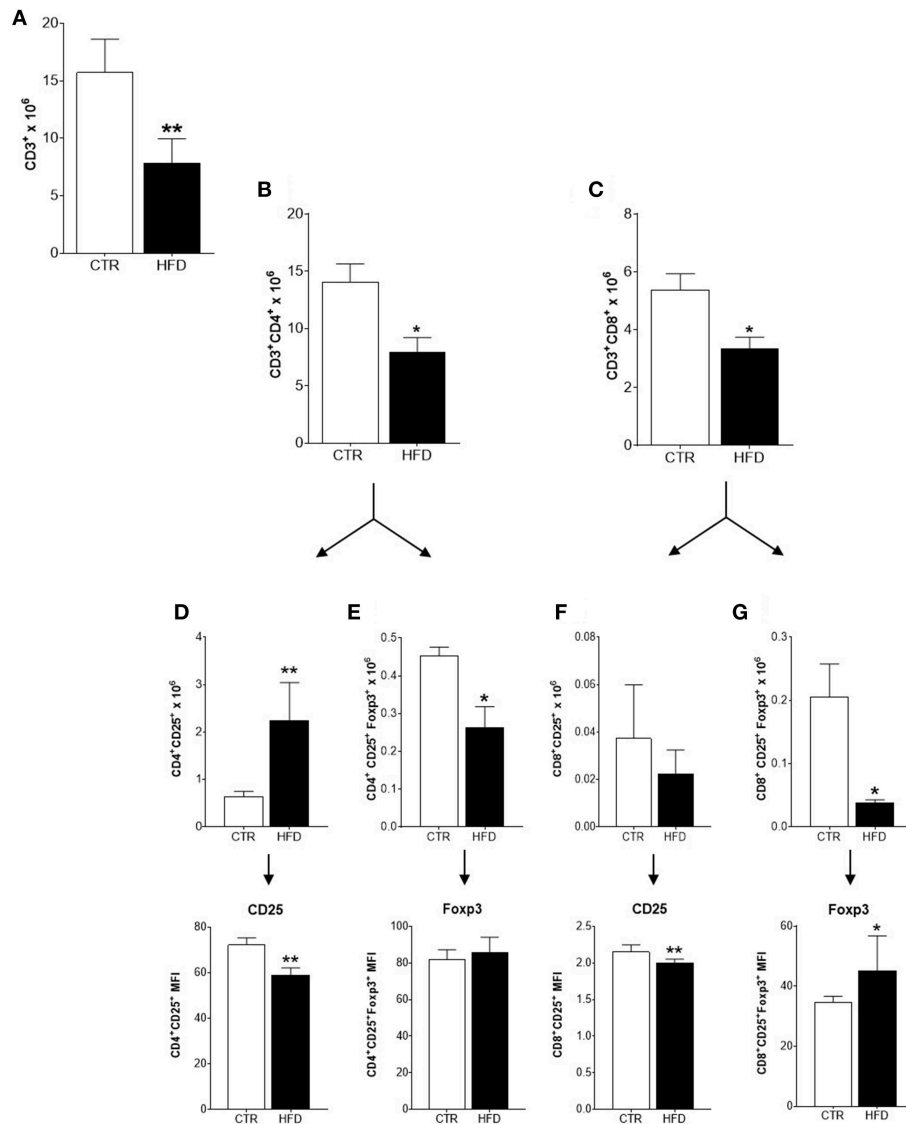 A
CD3⁺ x 10⁶
20
15
10
5
0
**
CTR HFD
B
CD3⁺CD4⁺ x 10⁶
20
15
10
5
0
*
CTR HFD
C
CD3⁺CD8⁺ x 10⁶
8
6
4
2
0
*
CTR HFD
D
CD4⁺CD25⁺ x 10⁶
4
3
2
1
0
**
CTR HFD
E
CD4⁺ CD25⁺ Foxp3⁺ x 10⁶
0.5
0.4
0.3
0.2
0.1
0.0
*
CTR HFD
F
CD8⁺CD25⁺ x 10⁶
0.08
0.06
0.04
0.02
0.00
CTR HFD
G
CD8⁺ CD25⁺ Foxp3⁺ x 10⁶
0.3
0.2
0.1
0.0
*
CTR HFD
CD25
CD4⁺CD25⁺ MFI
80
60
40
20
0
**
CTR HFD
Foxp3
CD4⁺CD25⁺Foxp3⁺ MFI
100
80
60
40
20
0
CTR HFD
CD25
CD8⁺CD25⁺ MFI
2.5
2.0
1.5
1.0
0.5
0.0
**
CTR HFD
Foxp3
CD8⁺CD25⁺Foxp3⁺ MFI
60
40
20
0
*
CTR HFD